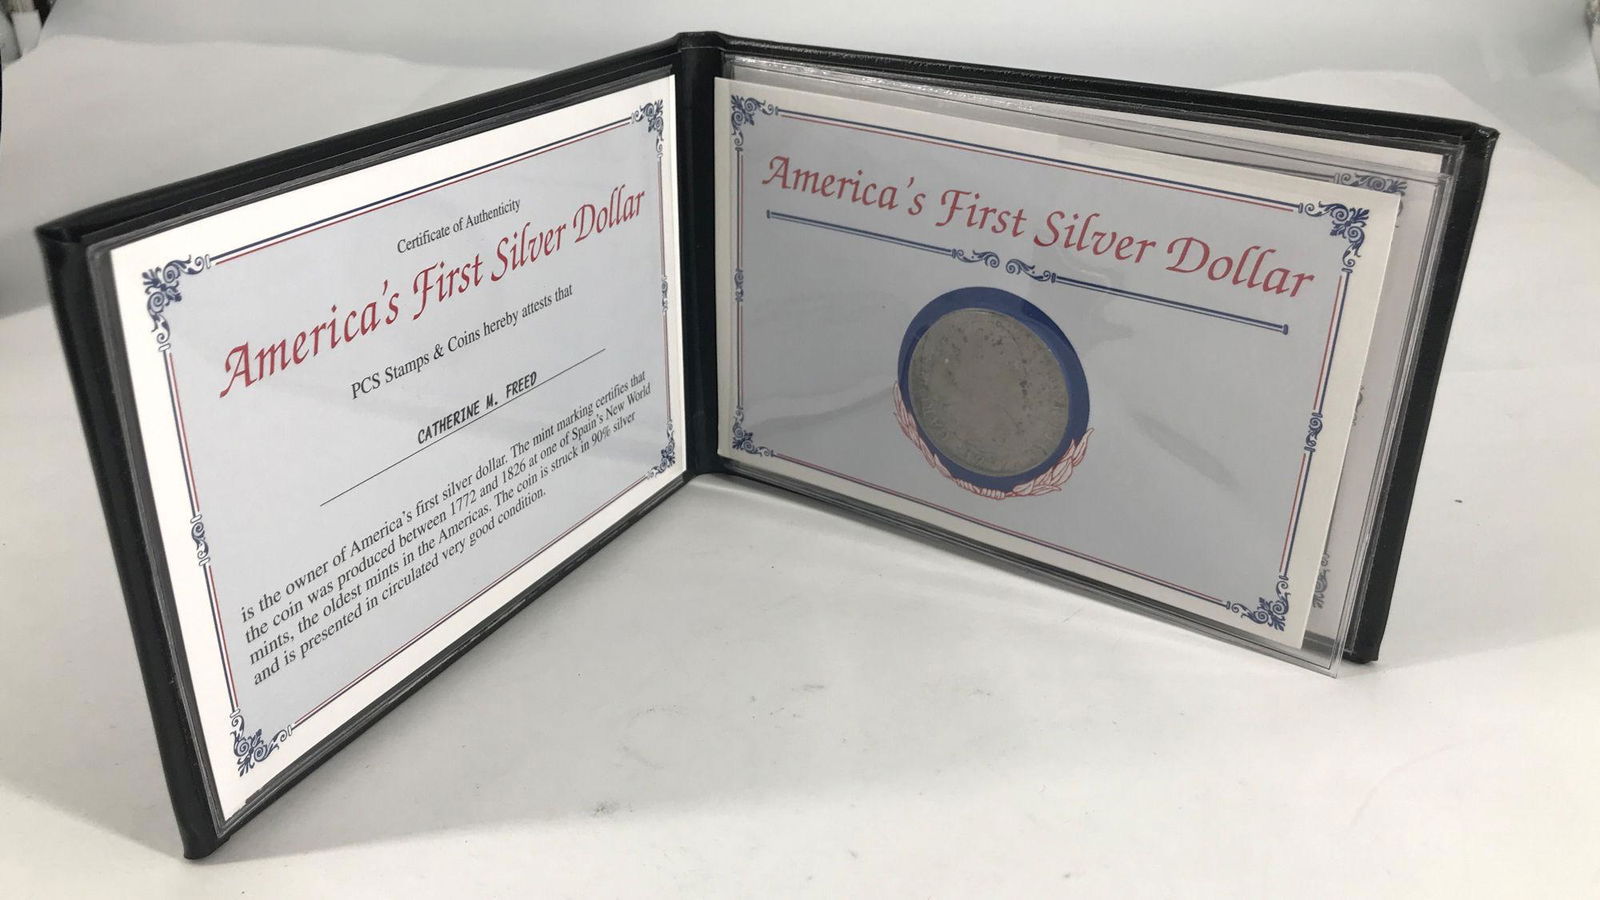 Certificate of Authenticity
America's First Silver Dollar
PCS Stamps & Coins hereby attests that
CATHERINE M. FREED
is the owner of America's first silver dollar. The mint marking certifies that
the coin was produced between 1772 and 1826 at one of Spain's New World
mints, the oldest mints in the Americas. The coin is struck in 90% silver
and is presented in circulated very good condition.
America's First Silver Dollar